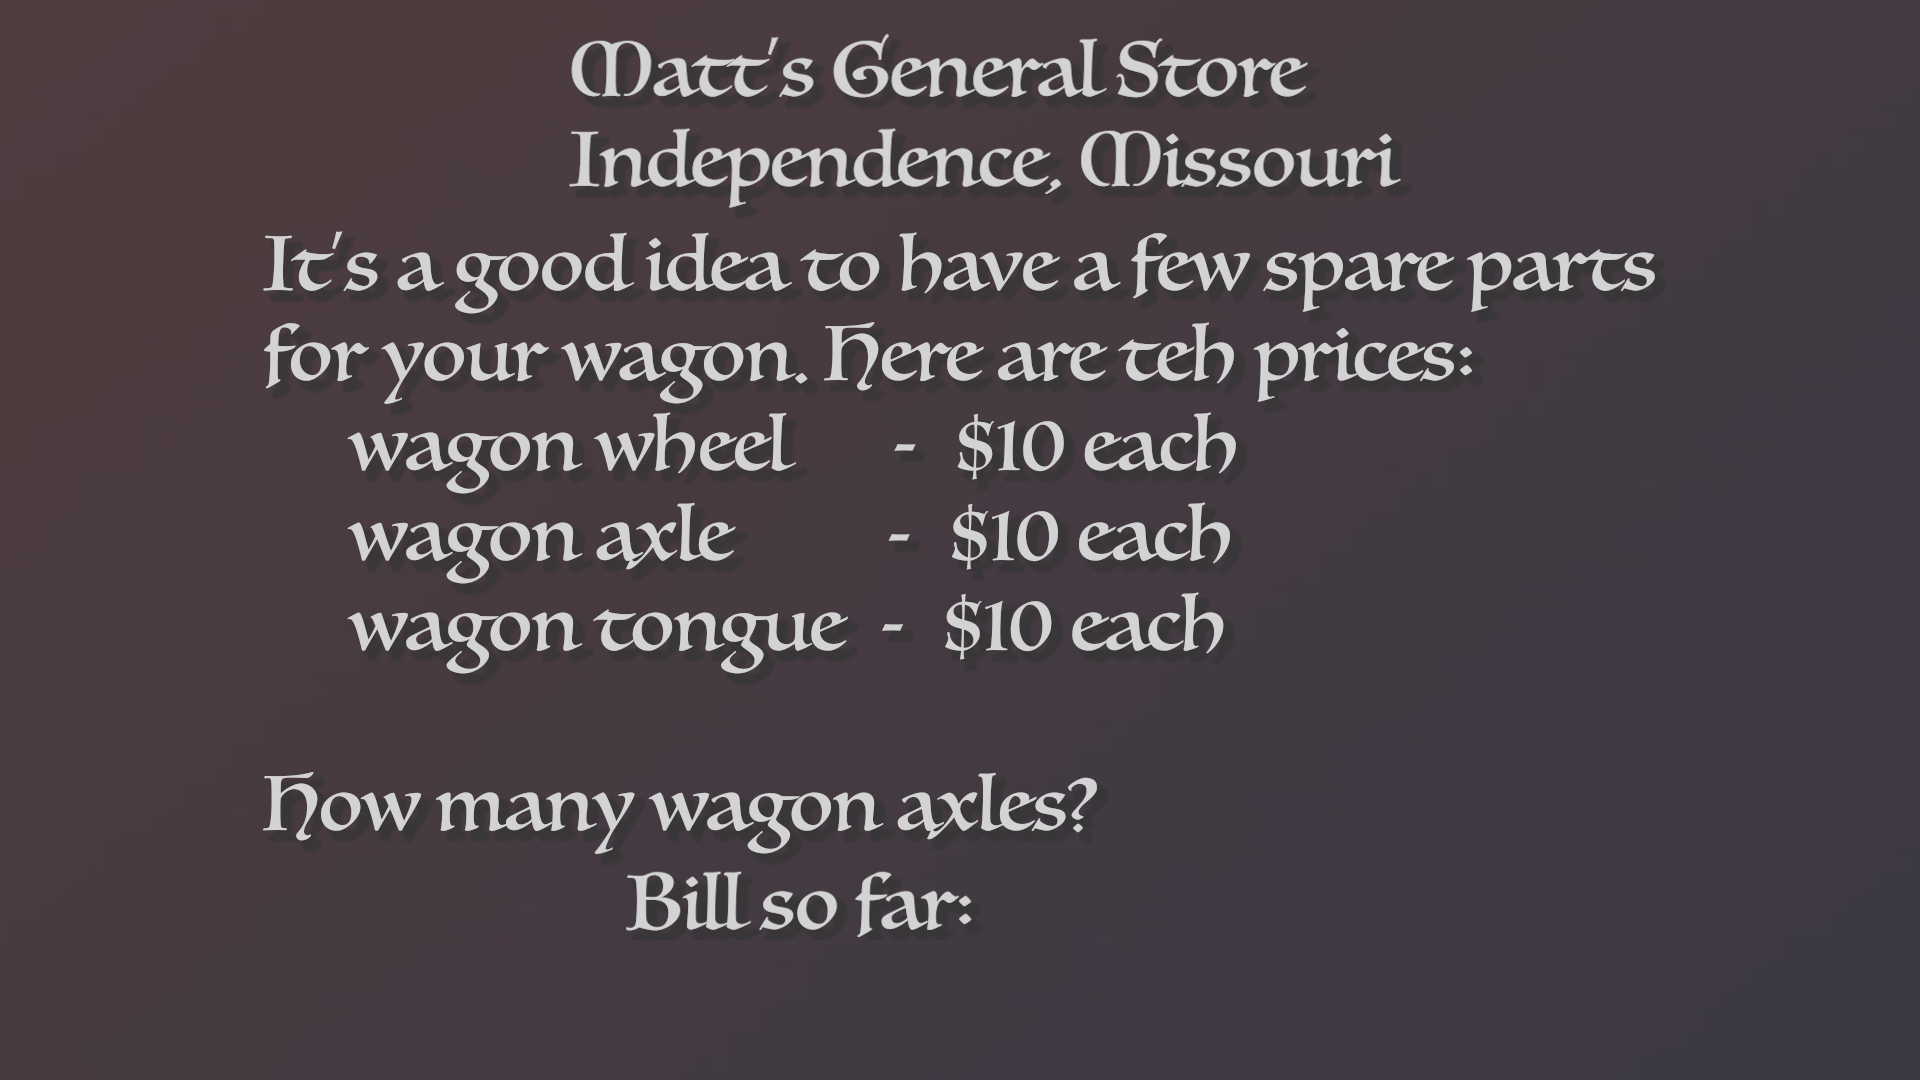 Matt's General Store
Independence, Missouri
It's a good idea to have a few spare parts
for your wagon. Here are teh prices:
wagon wheel - $10 each
wagon axle - $10 each
wagon tongue - $10 each
How many wagon axles?
Bill so far: